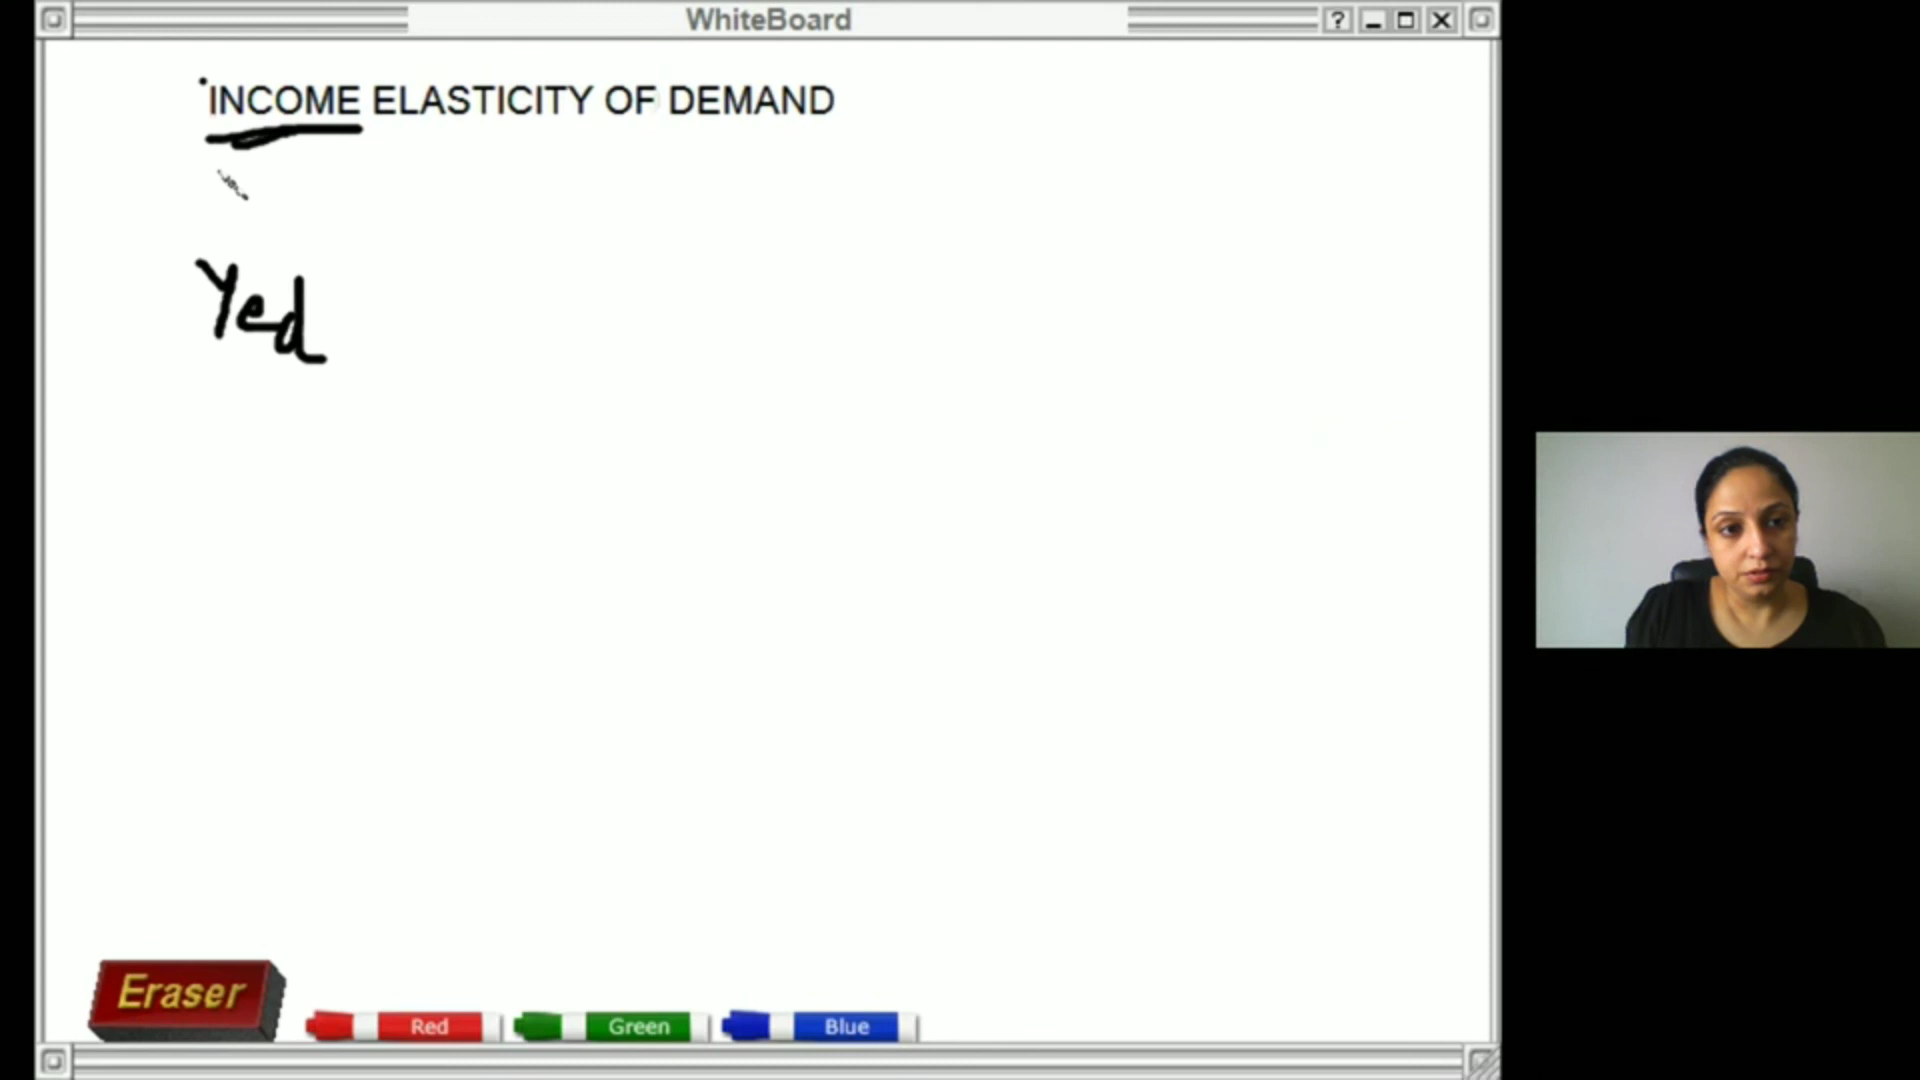 WhiteBoard
INCOME ELASTICITY OF DEMAND
Yed
Eraser
Red
Green
Blue